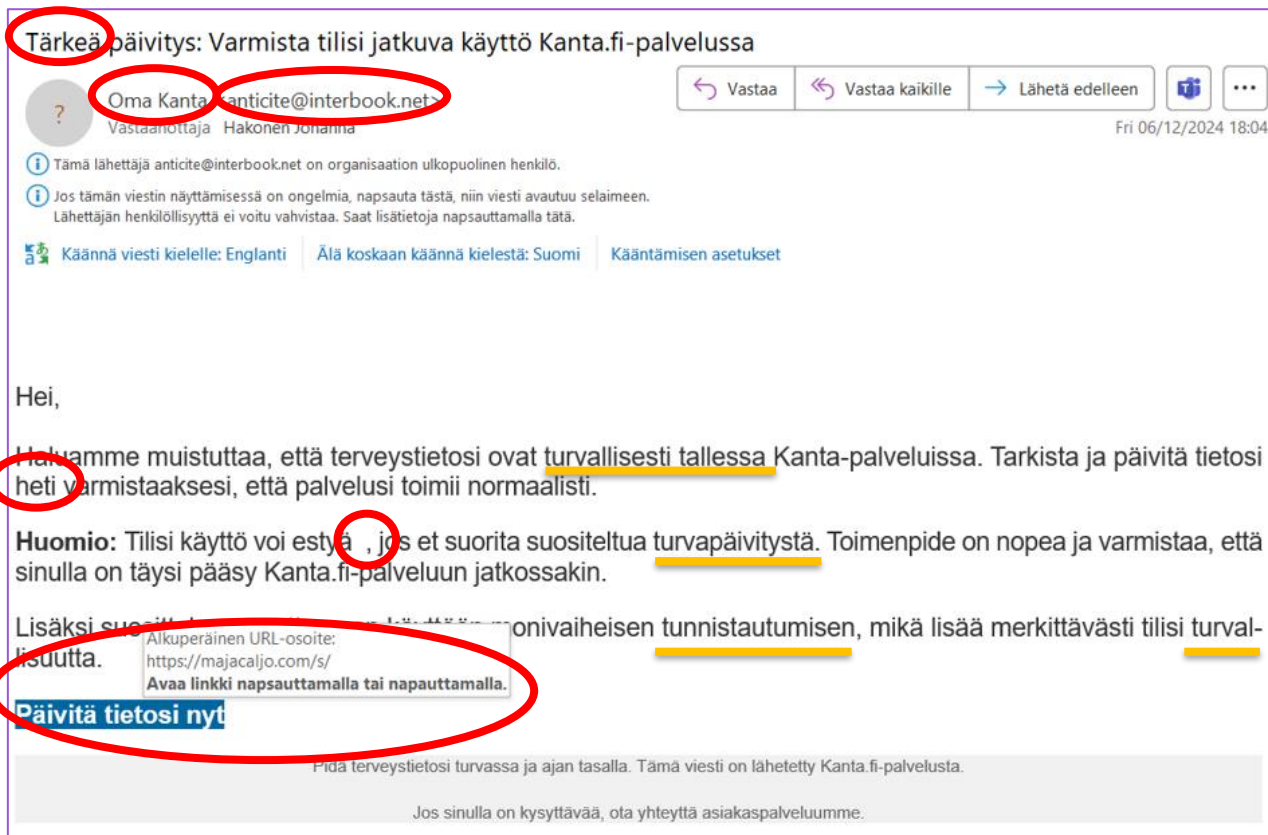 Tärkeä päivitys: Varmista tilisi jatkuva käyttö Kanta.fi-palvelussa
? Oma Kanta <anticite@interbook.net>
Vastaa Vastaa kaikille Lähetä edelleen
Vastaanottaja Hakonen Johanna
Fri 06/12/2024 18:04
Tämä lähettäjä anticite@interbook.net on organisaation ulkopuolinen henkilö.
Jos tämän viestin näyttämisessä on ongelmia, napsauta tästä, niin viesti avautuu selaimeen.
Lähettäjän henkilöllisyyttä ei voitu vahvistaa. Saat lisätietoja napsauttamalla tätä.
Käännä viesti kielelle: Englanti Älä koskaan käännä kielestä: Suomi Kääntämisen asetukset
Hei,
Haluamme muistuttaa, että terveystietosi ovat turvallisesti tallessa Kanta-palveluissa. Tarkista ja päivitä tietosi
heti varmistaaksesi, että palvelusi toimii normaalisti.
Huomio: Tilisi käyttö voi estyä , jos et suorita suositeltua turvapäivitystä. Toimenpide on nopea ja varmistaa, että
sinulla on täysi pääsy Kanta.fi-palveluun jatkossakin.
Lisäksi monivaiheisen tunnistautumisen, mikä lisää merkittävästi tilisi turval-
lisuutta.
Alkuperäinen URL-osoite:
https://majacaljo.com/s/
Avaa linkki napsauttamalla tai napauttamalla.
Päivitä tietosi nyt
Pidä terveystietosi turvassa ja ajan tasalla. Tämä viesti on lähetetty Kanta.fi-palvelusta.
Jos sinulla on kysyttävää, ota yhteyttä asiakaspalveluumme.